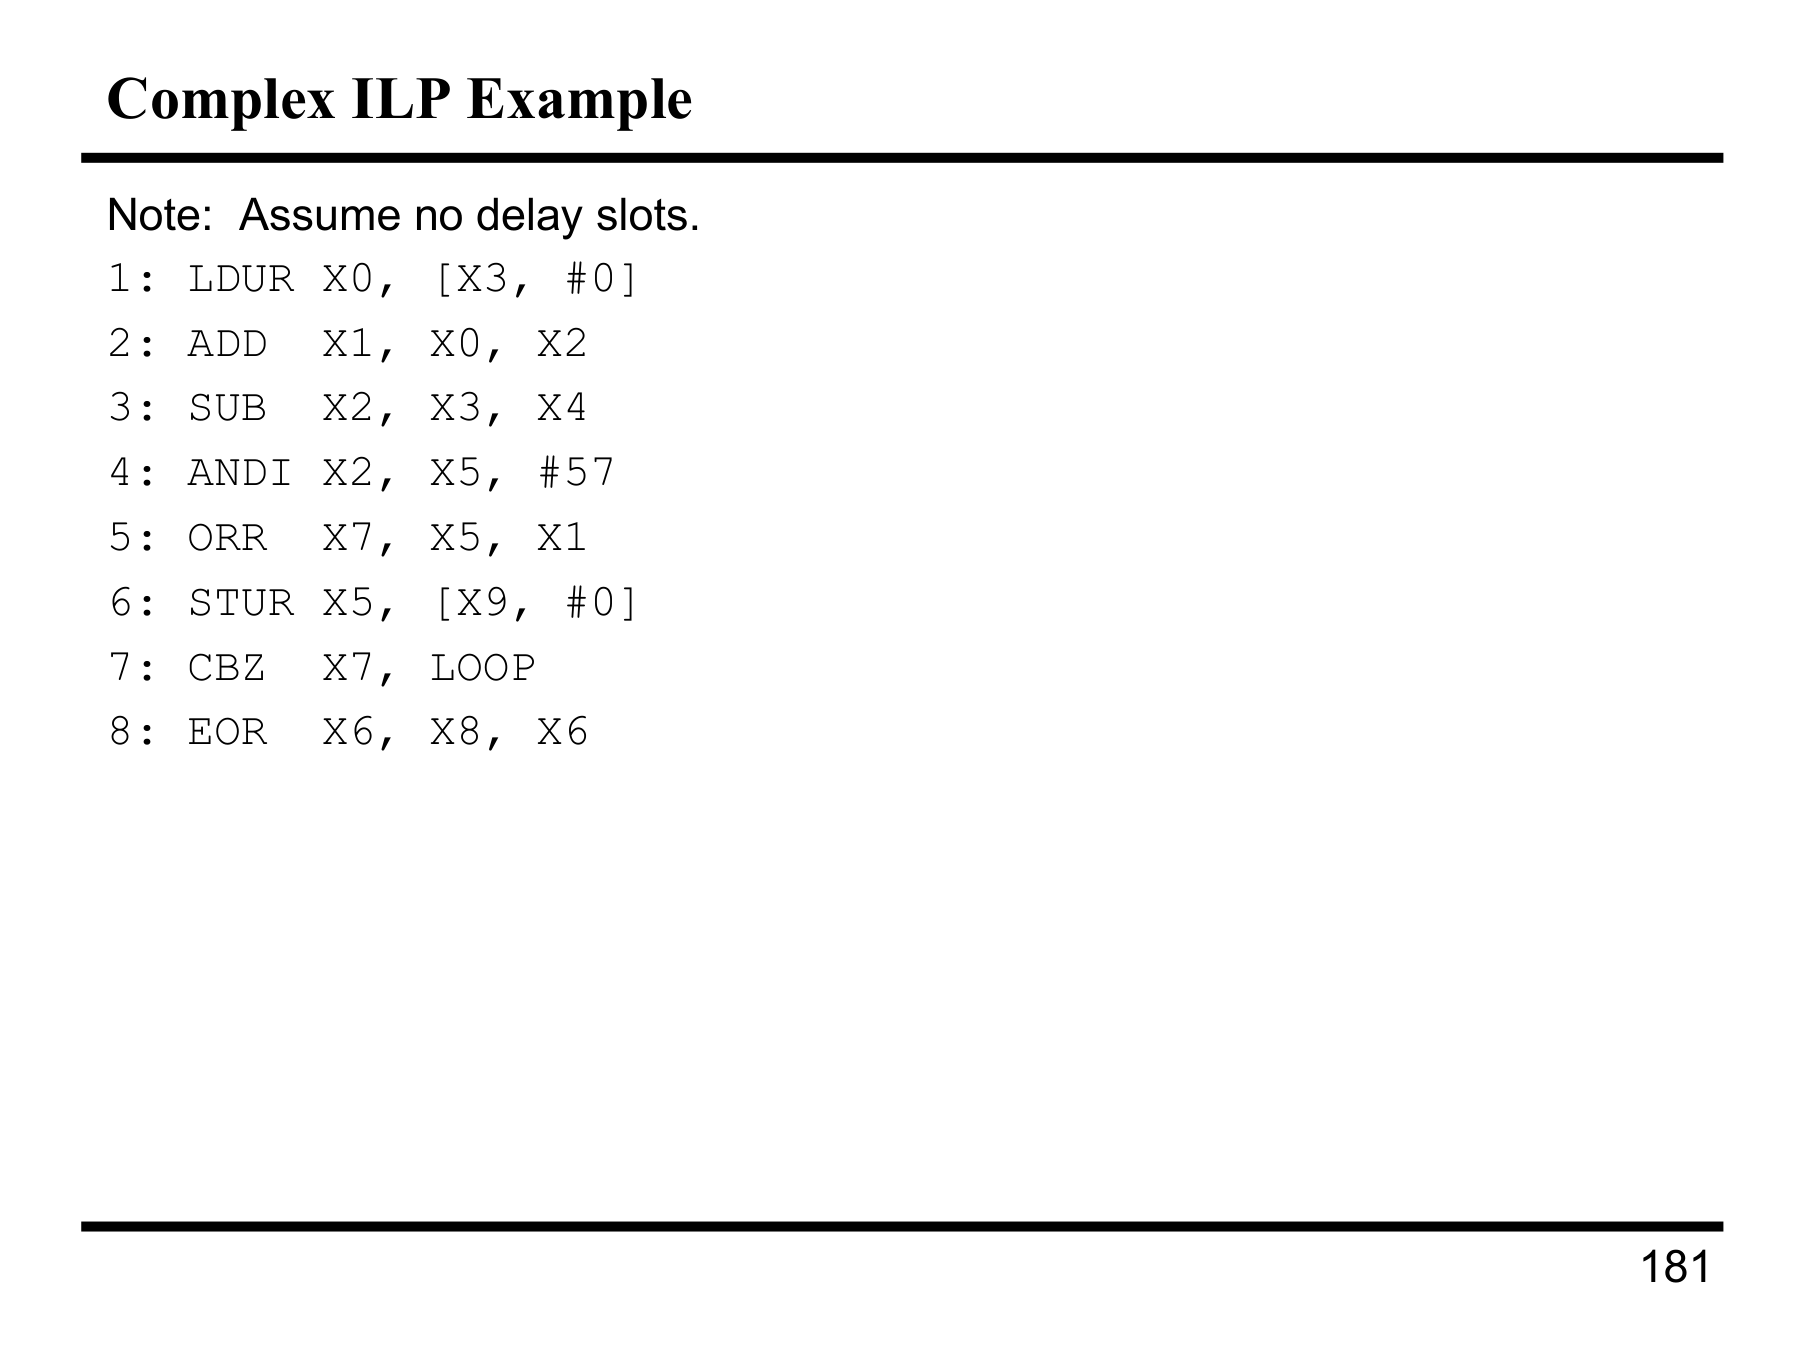 Complex ILP Example
Note:  Assume no delay slots.
1: LDUR X0, [X3, #0]
2: ADD  X1, X0, X2
3: SUB  X2, X3, X4
4: ANDI X2, X5, #57
5: ORR  X7, X5, X1
6: STUR X5, [X9, #0]
7: CBZ  X7, LOOP
8: EOR  X6, X8, X6
181